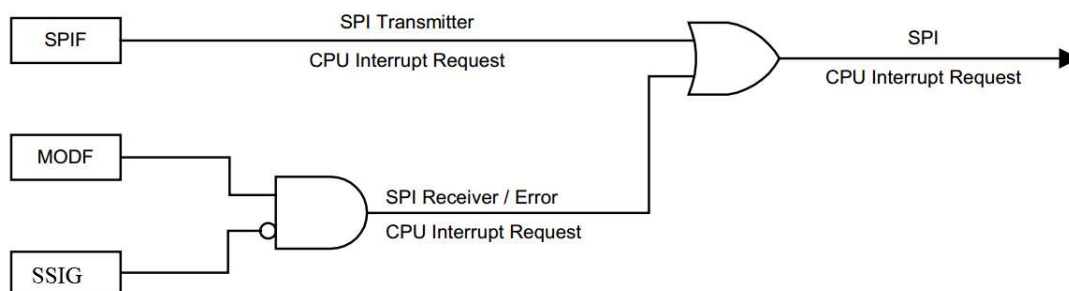 SPIF
SPI Transmitter
CPU Interrupt Request
SPI
CPU Interrupt Request
MODF
SPI Receiver / Error
CPU Interrupt Request
SSIG